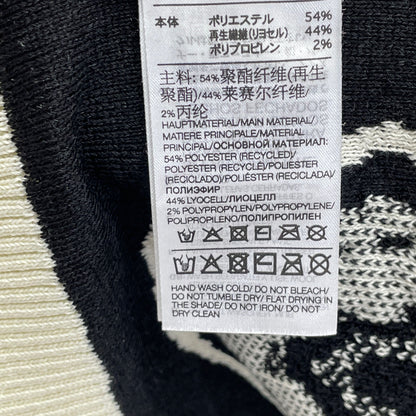 本体 ポリエステル 54%
再生繊維(リヨセル) 44%
ポリプロピレン 2%
主料: 54%聚酯纤维(再生
聚酯)/44%莱赛尔纤维
2%丙纶
HAUPTMATERIAL/MAIN MATERIAL/
MATIERE PRINCIPALE/MATERIAL
PRINCIPAL/ОСНОВНОЙ МАТЕРИАЛ:
54% POLYESTER (RECYCLED)/
POLYESTER (RECYCLÉ)/POLIÉSTER
(RECICLADO)/POLIÉSTER (RECICLADO)/
ПОЛИЭФИР
44% LYOCELL/ЛИОЦЕЛЛ
2% POLYPROPYLEN/POLYPROPYLENE/
POLIPROPILENO/ПОЛИПРОПИЛЕН
HAND WASH COLD/ DO NOT BLEACH/
DO NOT TUMBLE DRY/ FLAT DRYING IN
THE SHADE/ DO NOT IRON/ DO NOT
DRY CLEAN